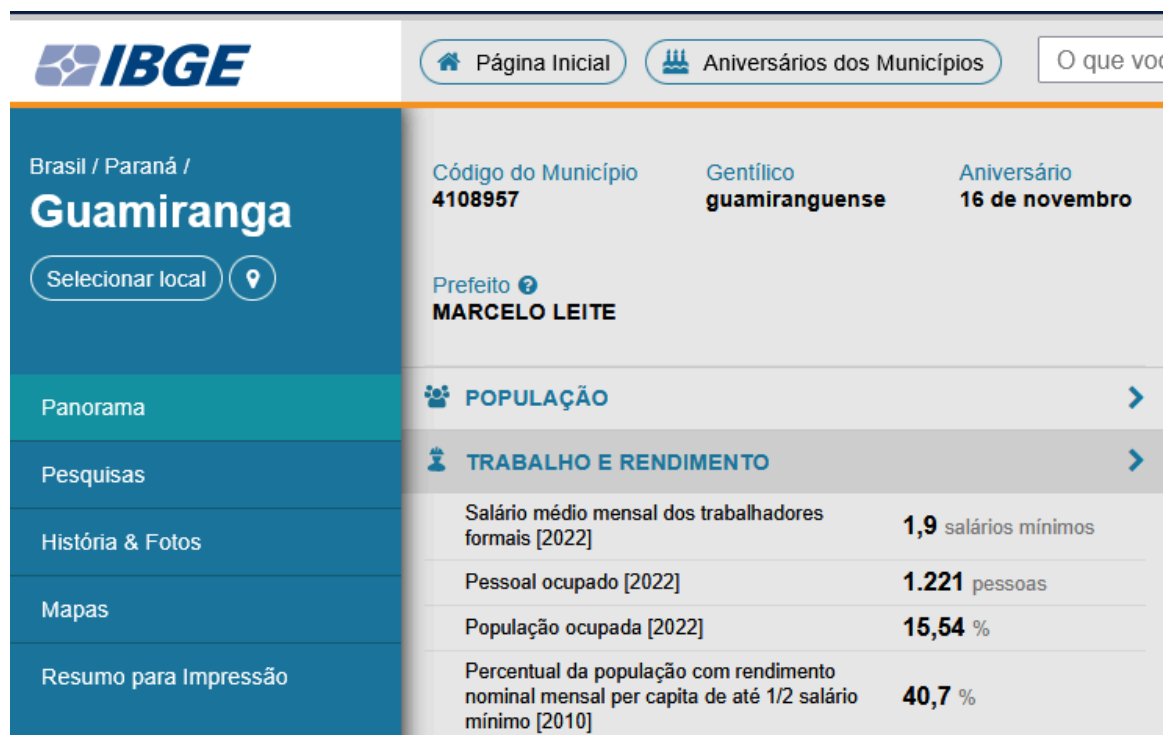 IBGE
Página Inicial
Aniversários dos Municípios
O que voc
Brasil / Paraná /
Guamiranga
Selecionar local
Código do Município
4108957
Gentílico
guamiranguense
Aniversário
16 de novembro
Prefeito ?
MARCELO LEITE
Panorama
Pesquisas
História & Fotos
Mapas
Resumo para Impressão
POPULAÇÃO
TRABALHO E RENDIMENTO
Salário médio mensal dos trabalhadores
formais [2022]
1,9 salários mínimos
Pessoal ocupado [2022]
1.221 pessoas
População ocupada [2022]
15,54 %
Percentual da população com rendimento
nominal mensal per capita de até 1/2 salário
mínimo [2010]
40,7 %